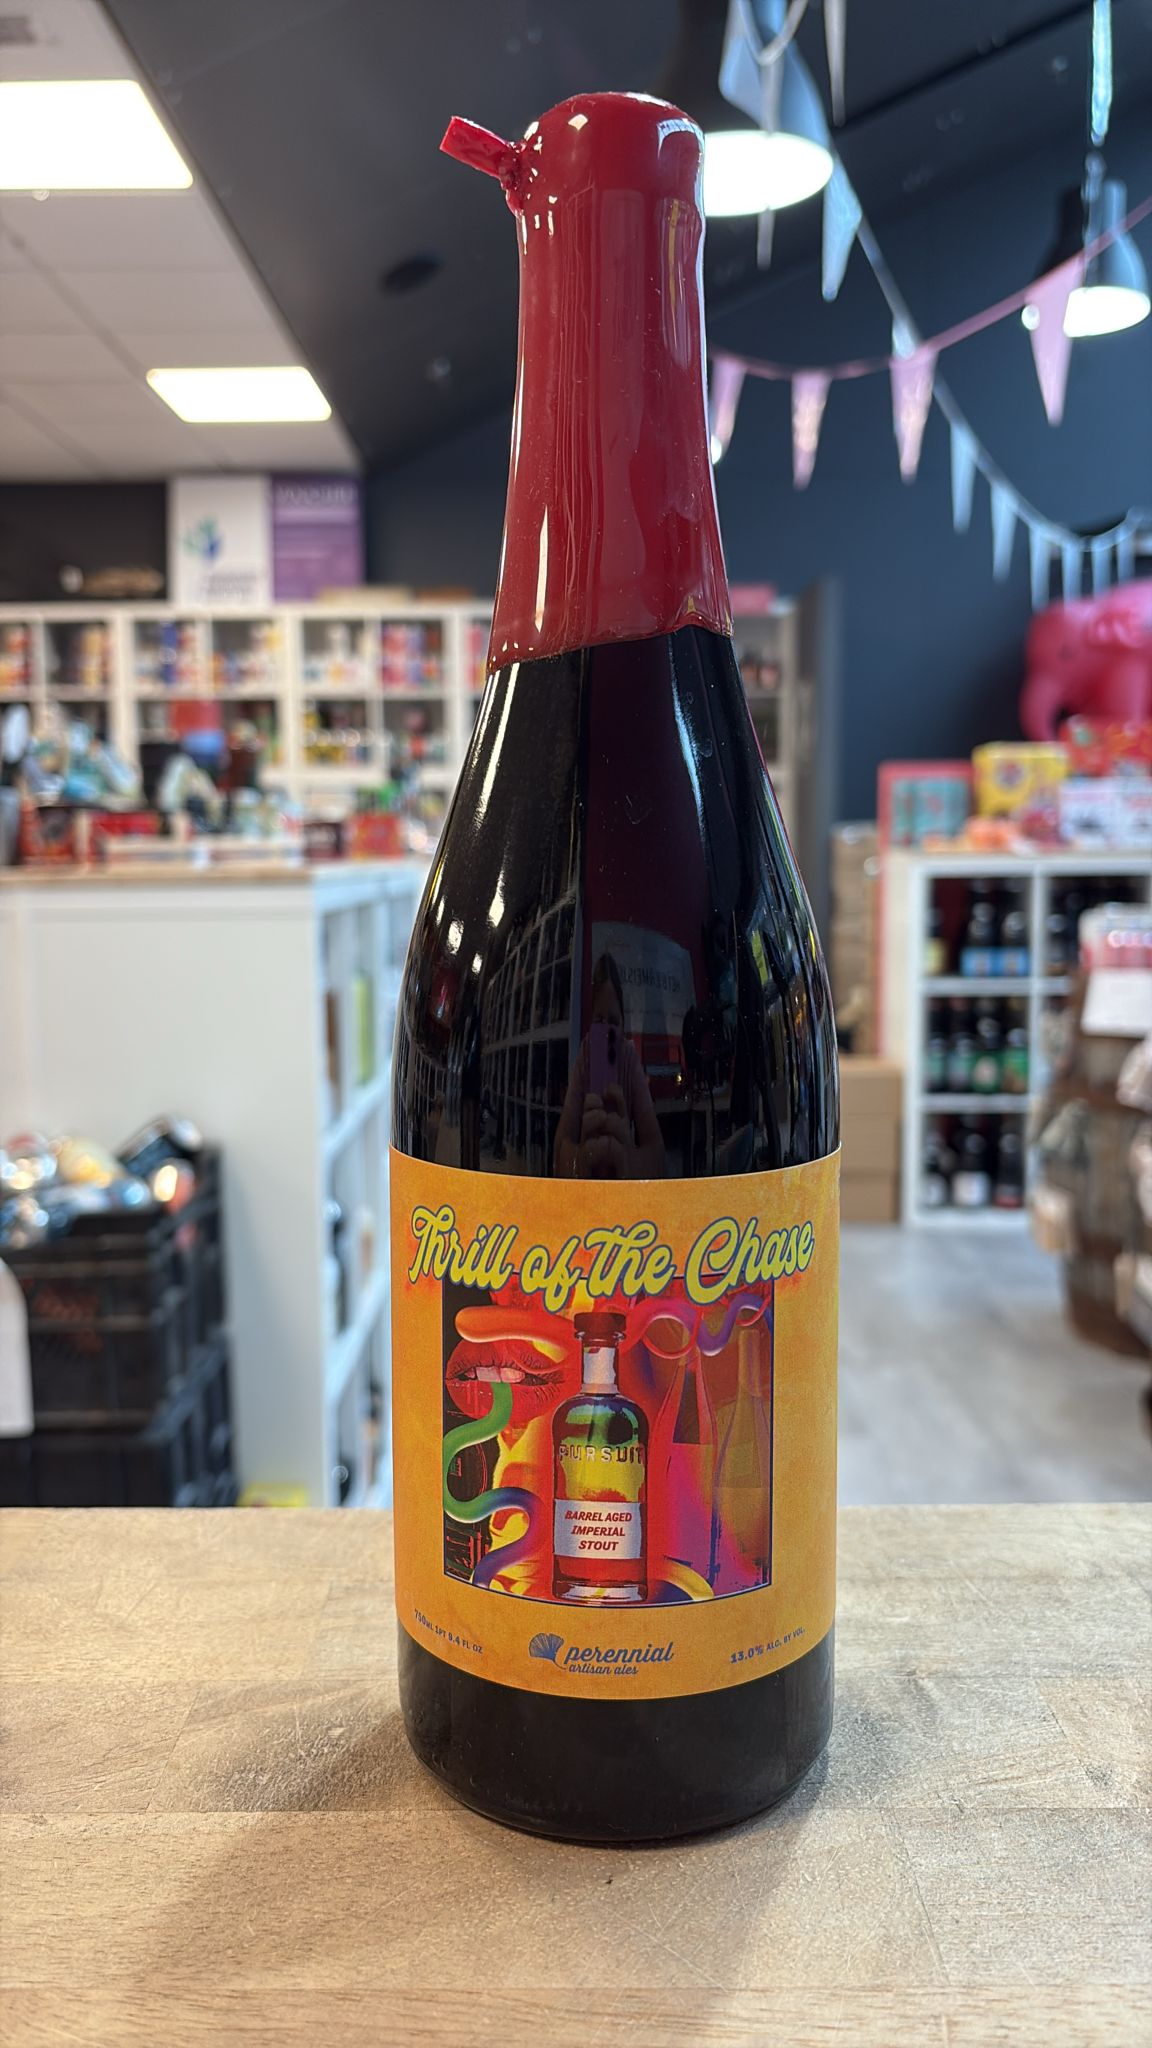 Thrill of the Chase
PURSUIT
BARREL AGED
IMPERIAL
STOUT
750ML 1PT 9.4 FL OZ
perennial
artisan ales
13.0% ALC. BY VOL.